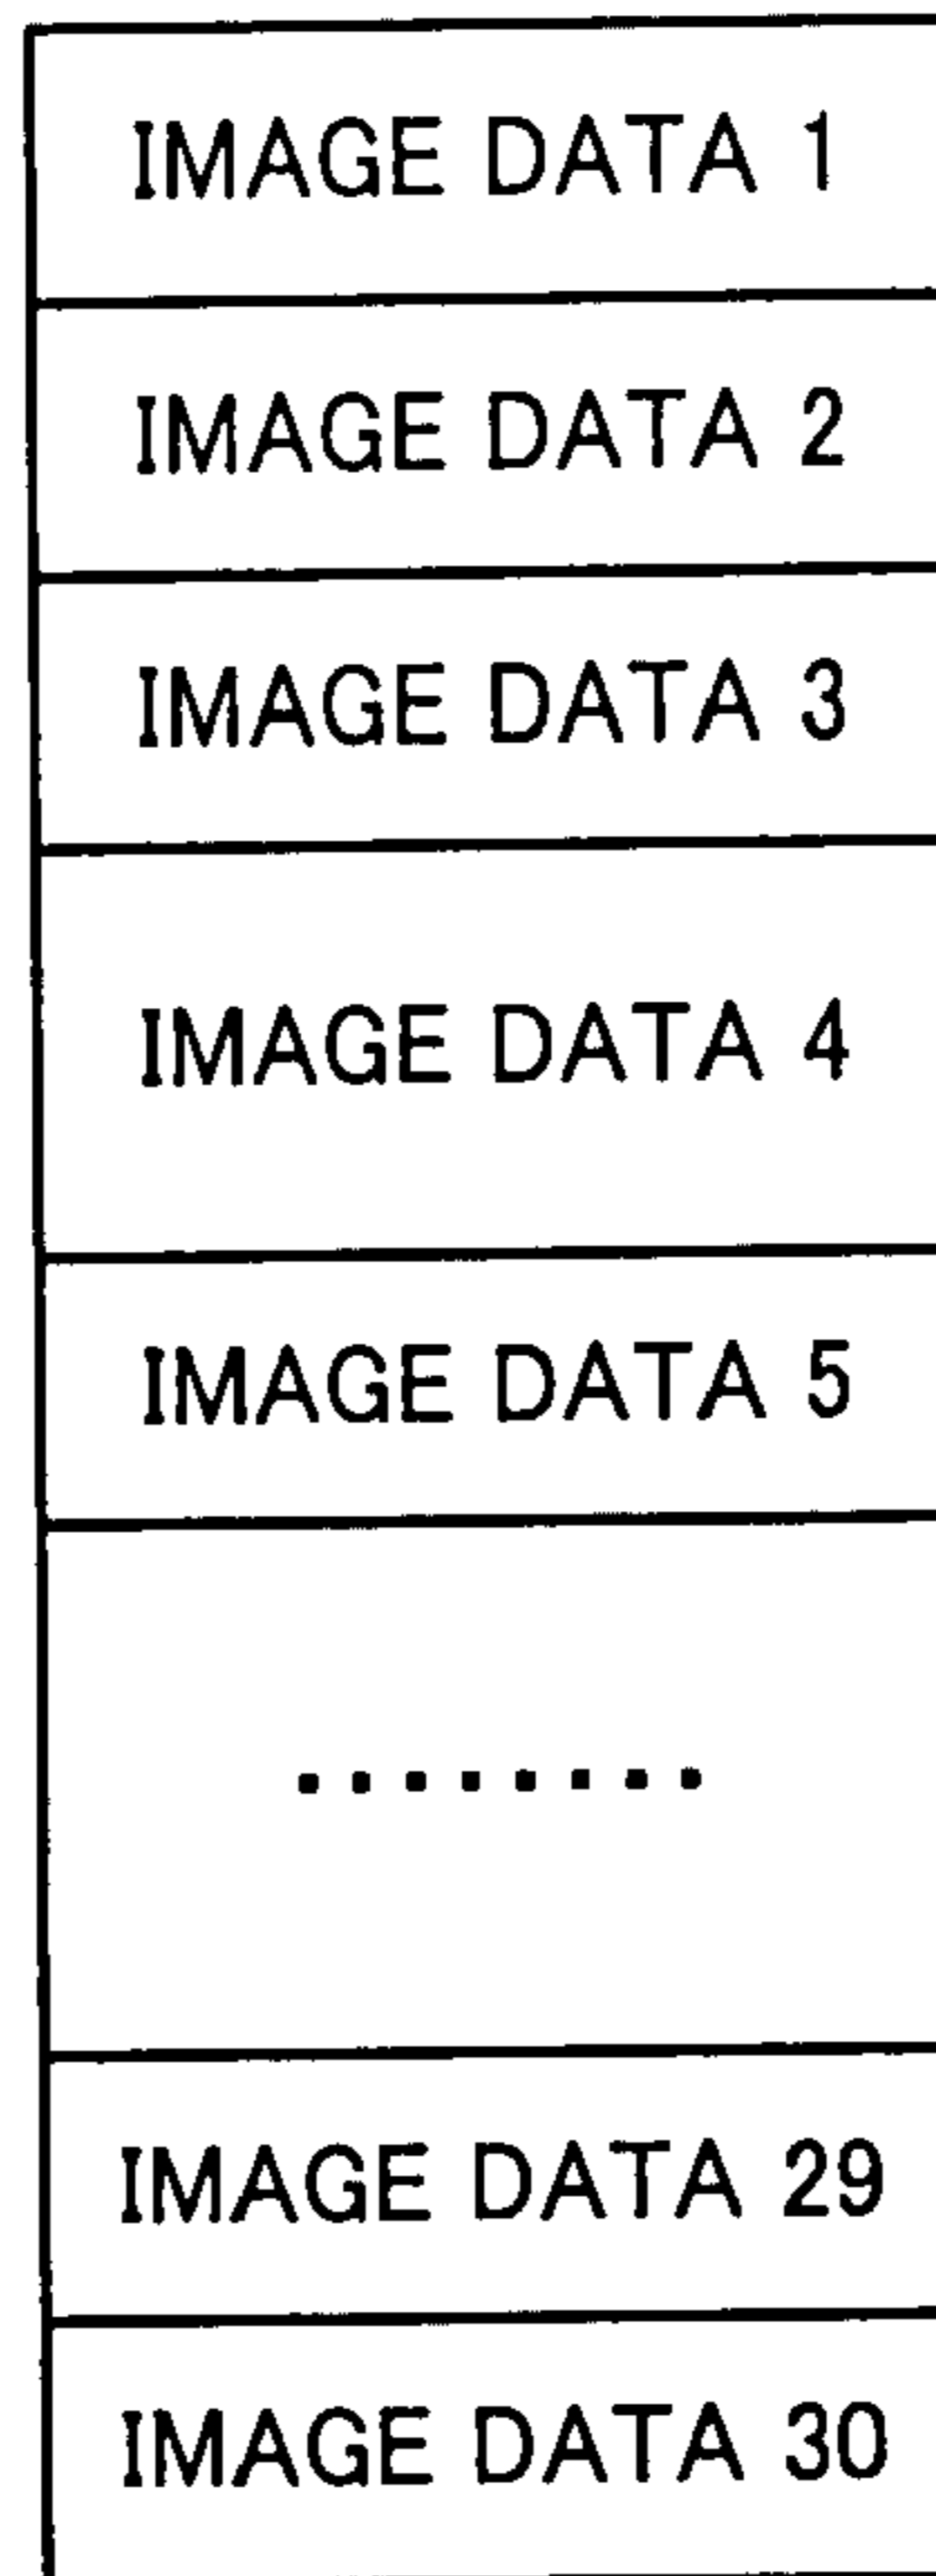 IMAGE DATA 1
IMAGE DATA 2
IMAGE DATA 3
IMAGE DATA 4
IMAGE DATA 5
........
IMAGE DATA 29
IMAGE DATA 30